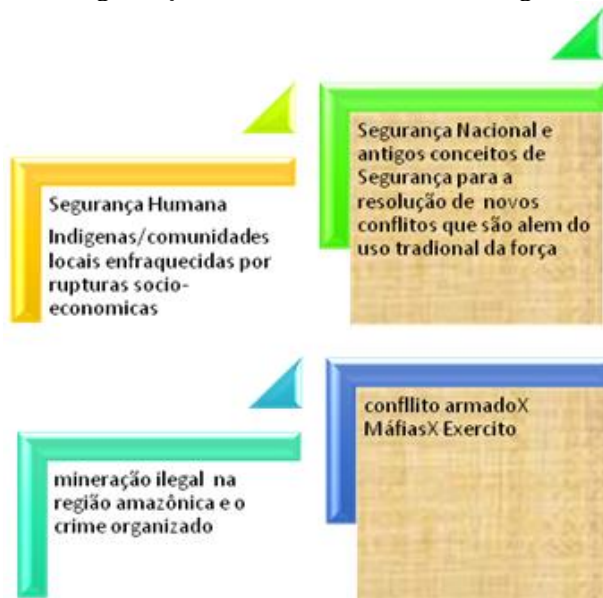 Segurança Humana
Indigenas/comunidades
locais enfraquecidas por
rupturas socio-
economicas
Segurança Nacional e
antigos conceitos de
Segurança para a
resolução de novos
conflitos que são alem do
uso tradional da força
mineração ilegal na
região amazônica e o
crime organizado
confllito armadoX
MáfiasX Exercito